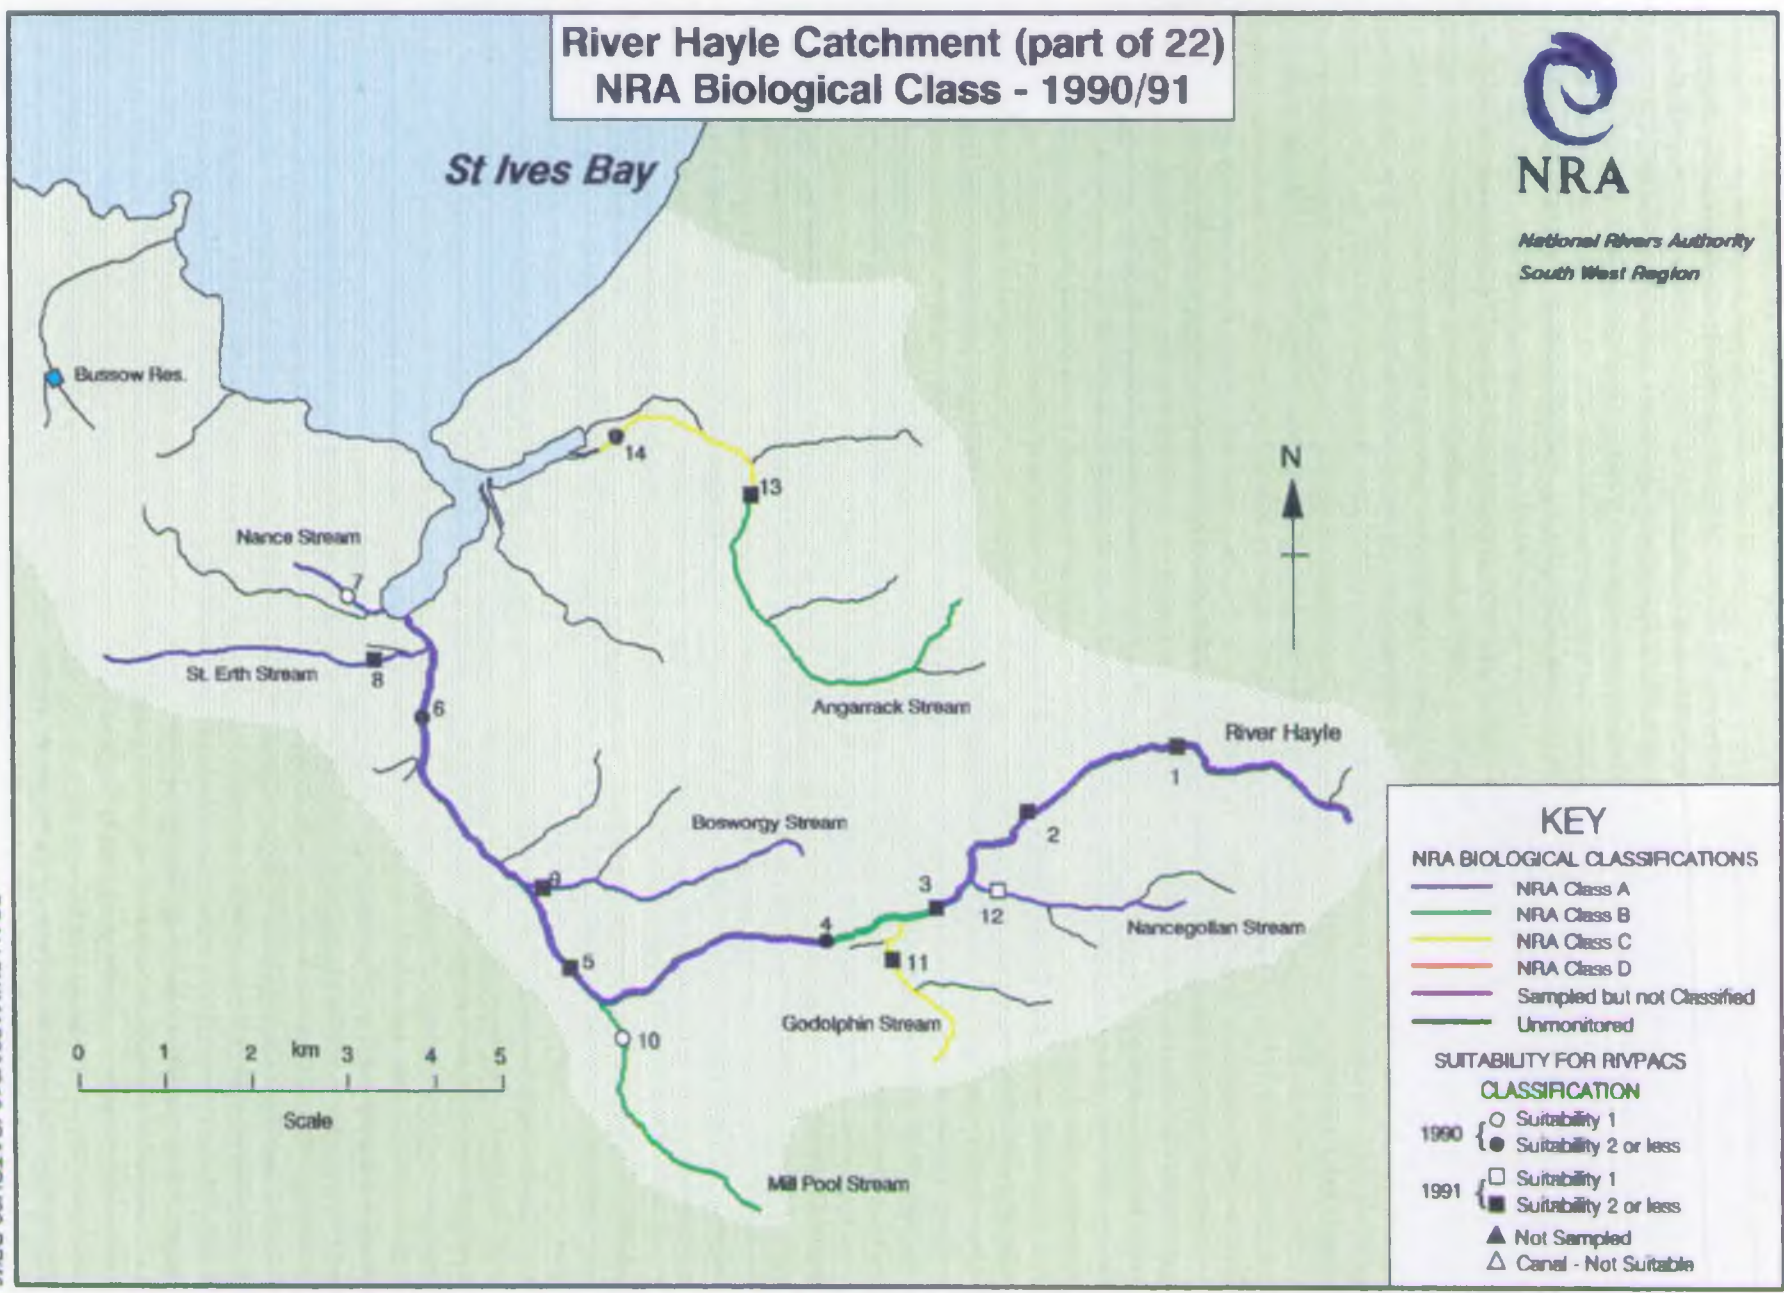 River Hayle Catchment (part of 22)
NRA Biological Class - 1990/91
St Ives Bay
NRA
National Rivers Authority
South West Region
Bussow Res.
14
13
N
Nance Stream
7
St. Erth Stream
8
6
Angarrack Stream
River Hayle
1
2
Bosworgy Stream
9
3
12
Nancegollan Stream
4
11
5
Godolphin Stream
10
Mill Pool Stream
0 1 2 km 3 4 5
Scale
KEY
NRA BIOLOGICAL CLASSIFICATIONS
NRA Class A
NRA Class B
NRA Class C
NRA Class D
Sampled but not Classified
Unmonitored
SUITABILITY FOR RIVPACS
CLASSIFICATION
1990 { Suitability 1
Suitability 2 or less
1991 { Suitability 1
Suitability 2 or less
Not Sampled
Canal - Not Suitable